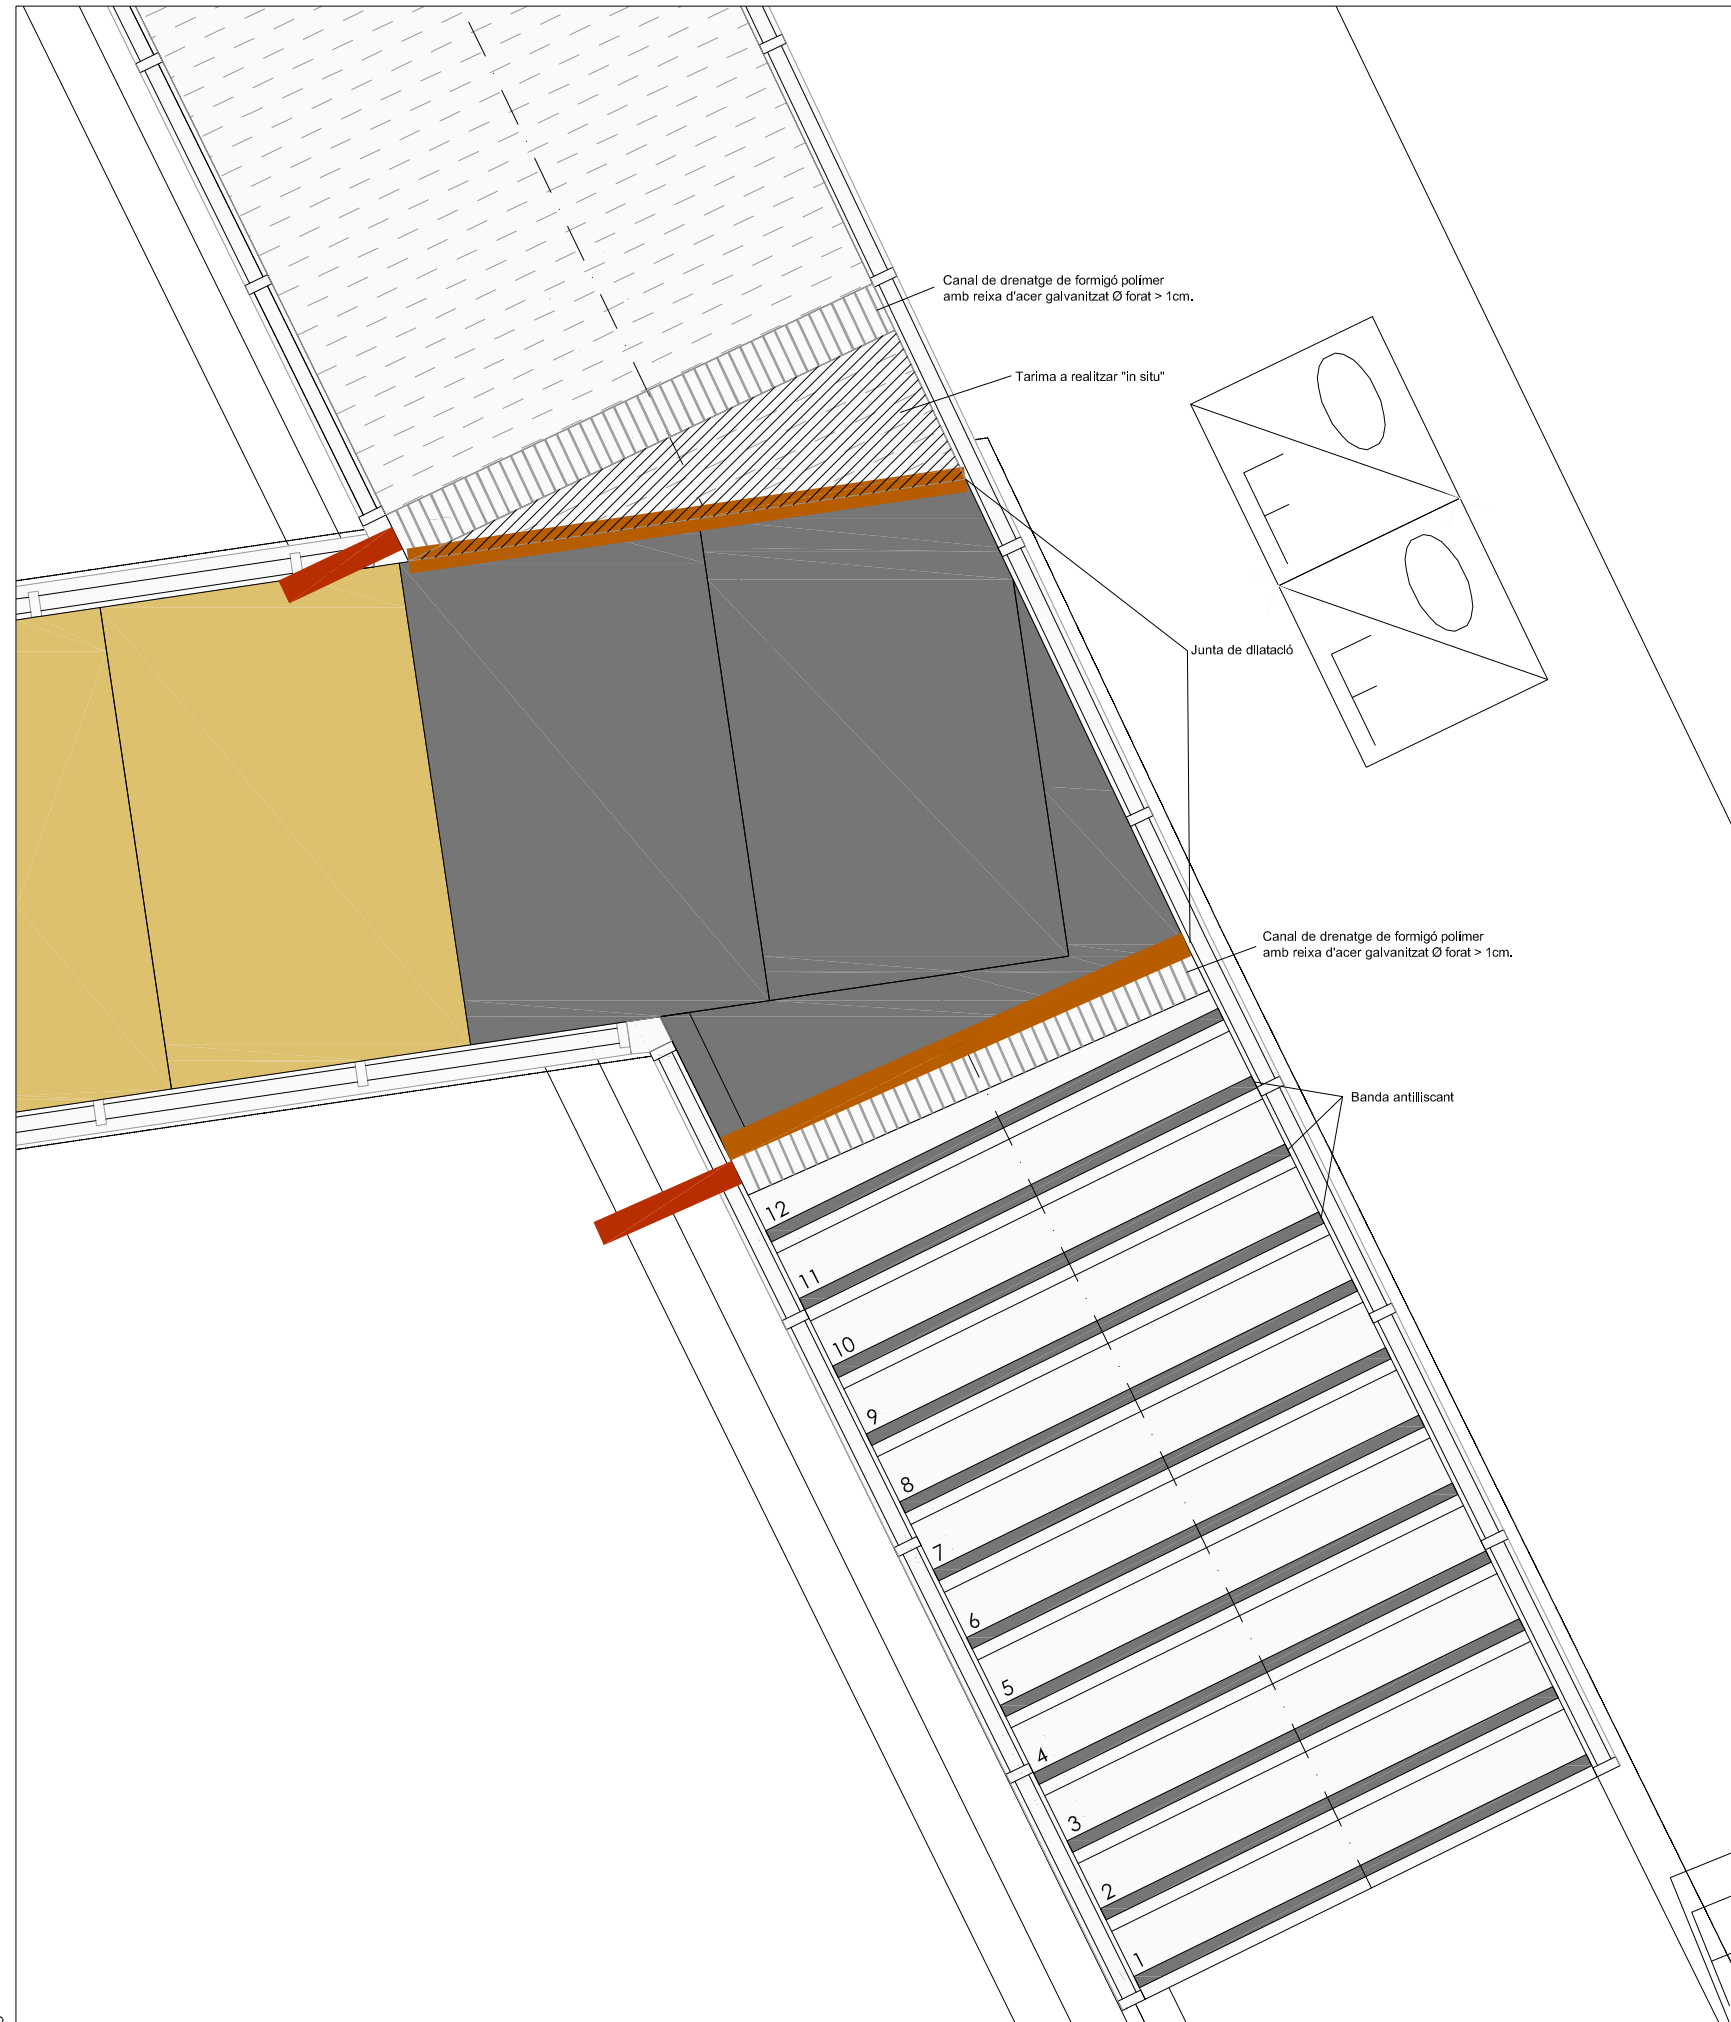 Canal de drenatge de formigó polímer
amb reixa d'acer galvanitzat Ø forat > 1cm.
Tarima a realitzar "in situ"
Junta de dilatació
Canal de drenatge de formigó polímer
amb reixa d'acer galvanitzat Ø forat > 1cm.
Banda antilliscant
12
11
10
9
8
7
6
5
4
3
2
1